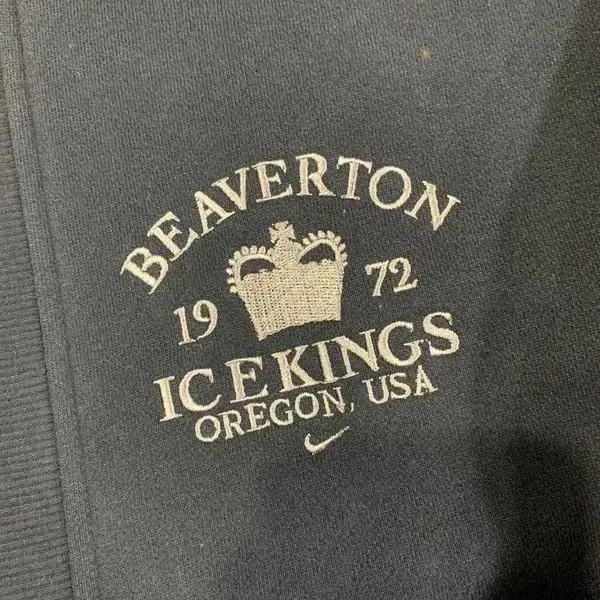 BEAVERTON
19 72
ICE KINGS
OREGON, USA